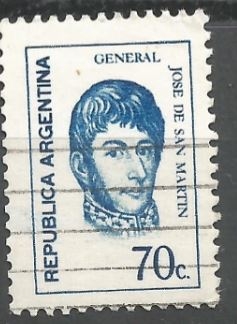 GENERAL
JOSE DE SAN MARTIN
REPUBLICA ARGENTINA
70c.